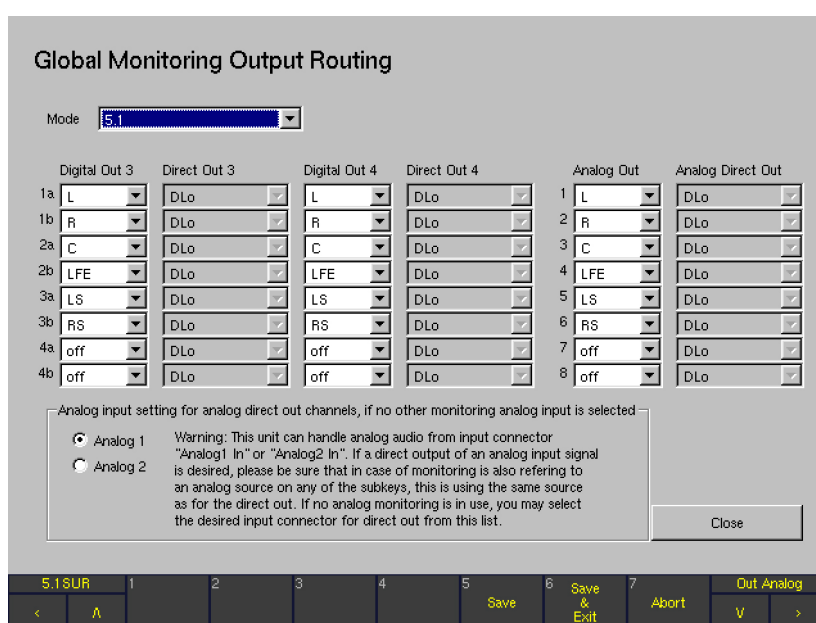 Global Monitoring Output Routing
Mode 5.1
Digital Out 3 Direct Out 3 Digital Out 4 Direct Out 4 Analog Out Analog Direct Out
1a L DLo L DLo 1 L DLo
1b R DLo R DLo 2 R DLo
2a C DLo C DLo 3 C DLo
2b LFE DLo LFE DLo 4 LFE DLo
3a LS DLo LS DLo 5 LS DLo
3b RS DLo RS DLo 6 RS DLo
4a off DLo off DLo 7 off DLo
4b off DLo off DLo 8 off DLo
Analog input setting for analog direct out channels, if no other monitoring analog input is selected
Analog 1
Analog 2
Warning: This unit can handle analog audio from input connector
"Analog1 In" or "Analog2 In". If a direct output of an analog input signal
is desired, please be sure that in case of monitoring is also refering to
an analog source on any of the subkeys, this is using the same source
as for the direct out. If no analog monitoring is in use, you may select
the desired input connector for direct out from this list.
Close
5.1SUR 1 2 3 4 5 6 7 Out Analog
< Λ Save Save & Exit Abort V >